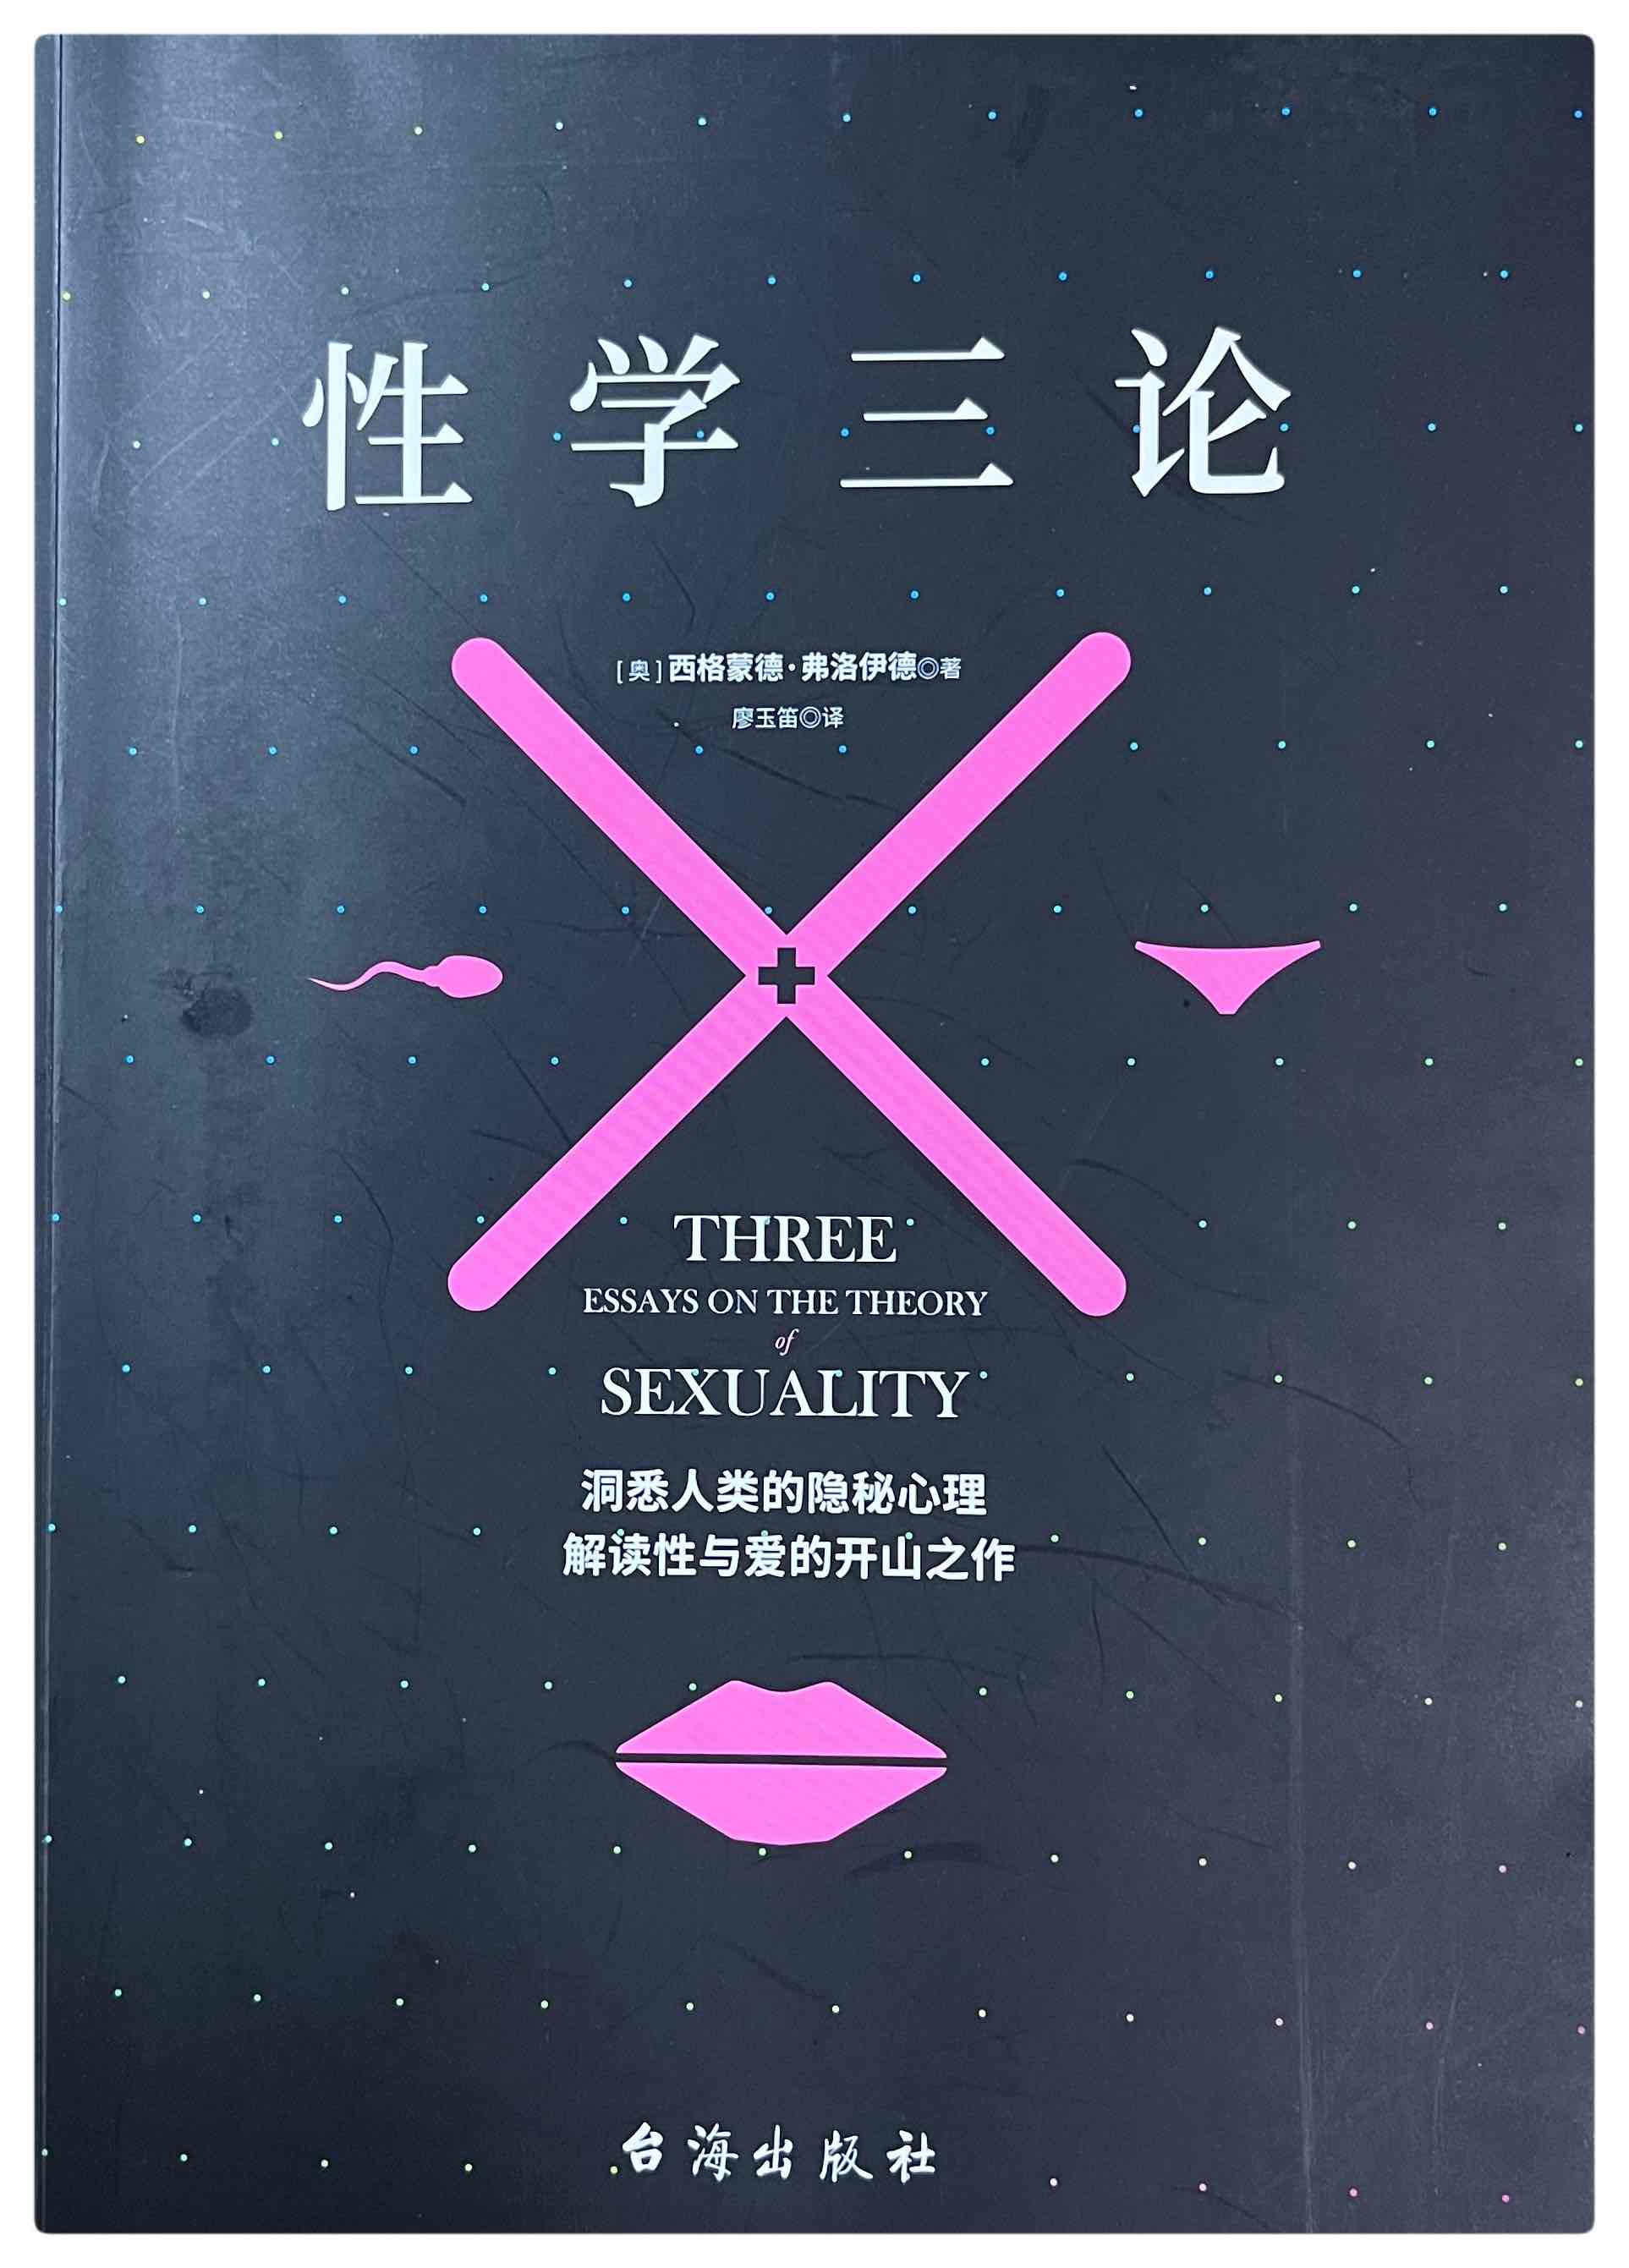 性学三论
[奥]西格蒙德·弗洛伊德◎著
廖玉笛◎译
THREE
ESSAYS ON THE THEORY
of
SEXUALITY
洞悉人类的隐秘心理
解读性与爱的开山之作
台海出版社